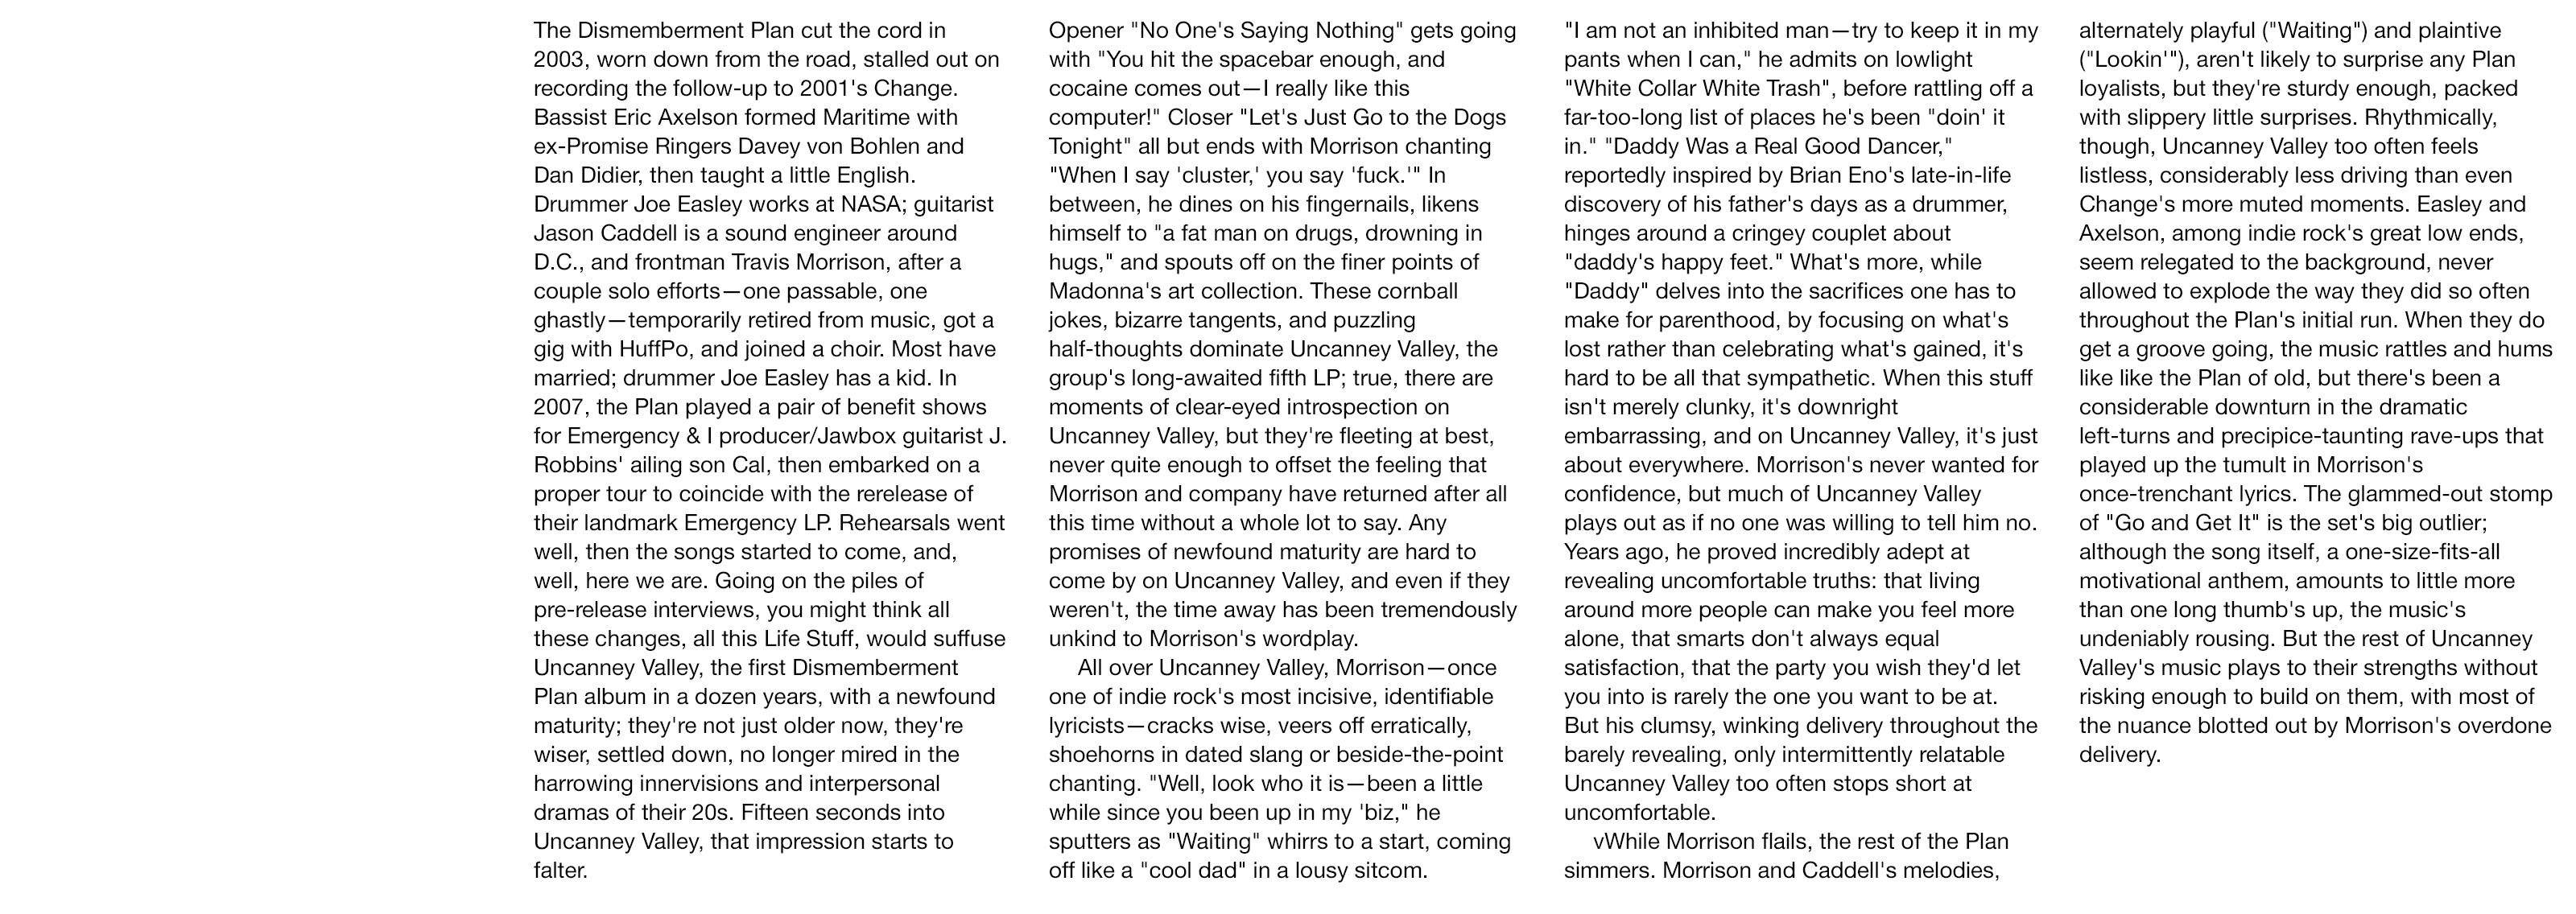 The Dismemberment Plan cut the cord in
2003, worn down from the road, stalled out on
recording the follow-up to 2001's Change.
Bassist Eric Axelson formed Maritime with
ex-Promise Ringers Davey von Bohlen and
Dan Didier, then taught a little English.
Drummer Joe Easley works at NASA; guitarist
Jason Caddell is a sound engineer around
D.C., and frontman Travis Morrison, after a
couple solo efforts—one passable, one
ghastly—temporarily retired from music, got a
gig with HuffPo, and joined a choir. Most have
married; drummer Joe Easley has a kid. In
2007, the Plan played a pair of benefit shows
for Emergency & I producer/Jawbox guitarist J.
Robbins' ailing son Cal, then embarked on a
proper tour to coincide with the rerelease of
their landmark Emergency LP. Rehearsals went
well, then the songs started to come, and,
well, here we are. Going on the piles of
pre-release interviews, you might think all
these changes, all this Life Stuff, would suffuse
Uncanney Valley, the first Dismemberment
Plan album in a dozen years, with a newfound
maturity; they're not just older now, they're
wiser, settled down, no longer mired in the
harrowing innervisions and interpersonal
dramas of their 20s. Fifteen seconds into
Uncanney Valley, that impression starts to
falter.
Opener "No One's Saying Nothing" gets going
with "You hit the spacebar enough, and
cocaine comes out—I really like this
computer!" Closer "Let's Just Go to the Dogs
Tonight" all but ends with Morrison chanting
"When I say 'cluster,' you say 'fuck.'" In
between, he dines on his fingernails, likens
himself to "a fat man on drugs, drowning in
hugs," and spouts off on the finer points of
Madonna's art collection. These cornball
jokes, bizarre tangents, and puzzling
half-thoughts dominate Uncanney Valley, the
group's long-awaited fifth LP; true, there are
moments of clear-eyed introspection on
Uncanney Valley, but they're fleeting at best,
never quite enough to offset the feeling that
Morrison and company have returned after all
this time without a whole lot to say. Any
promises of newfound maturity are hard to
come by on Uncanney Valley, and even if they
weren't, the time away has been tremendously
unkind to Morrison's wordplay.
All over Uncanney Valley, Morrison—once
one of indie rock's most incisive, identifiable
lyricists—cracks wise, veers off erratically,
shoehorns in dated slang or beside-the-point
chanting. "Well, look who it is—been a little
while since you been up in my 'biz," he
sputters as "Waiting" whirrs to a start, coming
off like a "cool dad" in a lousy sitcom.
"I am not an inhibited man—try to keep it in my
pants when I can," he admits on lowlight
"White Collar White Trash", before rattling off a
far-too-long list of places he's been "doin' it
in." "Daddy Was a Real Good Dancer,"
reportedly inspired by Brian Eno's late-in-life
discovery of his father's days as a drummer,
hinges around a cringey couplet about
"daddy's happy feet." What's more, while
"Daddy" delves into the sacrifices one has to
make for parenthood, by focusing on what's
lost rather than celebrating what's gained, it's
hard to be all that sympathetic. When this stuff
isn't merely clunky, it's downright
embarrassing, and on Uncanney Valley, it's just
about everywhere. Morrison's never wanted for
confidence, but much of Uncanney Valley
plays out as if no one was willing to tell him no.
Years ago, he proved incredibly adept at
revealing uncomfortable truths: that living
around more people can make you feel more
alone, that smarts don't always equal
satisfaction, that the party you wish they'd let
you into is rarely the one you want to be at.
But his clumsy, winking delivery throughout the
barely revealing, only intermittently relatable
Uncanney Valley too often stops short at
uncomfortable.
vWhile Morrison flails, the rest of the Plan
simmers. Morrison and Caddell's melodies,
alternately playful ("Waiting") and plaintive
("Lookin'"), aren't likely to surprise any Plan
loyalists, but they're sturdy enough, packed
with slippery little surprises. Rhythmically,
though, Uncanney Valley too often feels
listless, considerably less driving than even
Change's more muted moments. Easley and
Axelson, among indie rock's great low ends,
seem relegated to the background, never
allowed to explode the way they did so often
throughout the Plan's initial run. When they do
get a groove going, the music rattles and hums
like like the Plan of old, but there's been a
considerable downturn in the dramatic
left-turns and precipice-taunting rave-ups that
played up the tumult in Morrison's
once-trenchant lyrics. The glammed-out stomp
of "Go and Get It" is the set's big outlier;
although the song itself, a one-size-fits-all
motivational anthem, amounts to little more
than one long thumb's up, the music's
undeniably rousing. But the rest of Uncanney
Valley's music plays to their strengths without
risking enough to build on them, with most of
the nuance blotted out by Morrison's overdone
delivery.